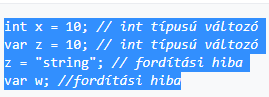 int x = 10; // int típusú változó
var z = 10; // int típusú változó
z = "string"; // fordítási hiba
var w; //fordítási hiba